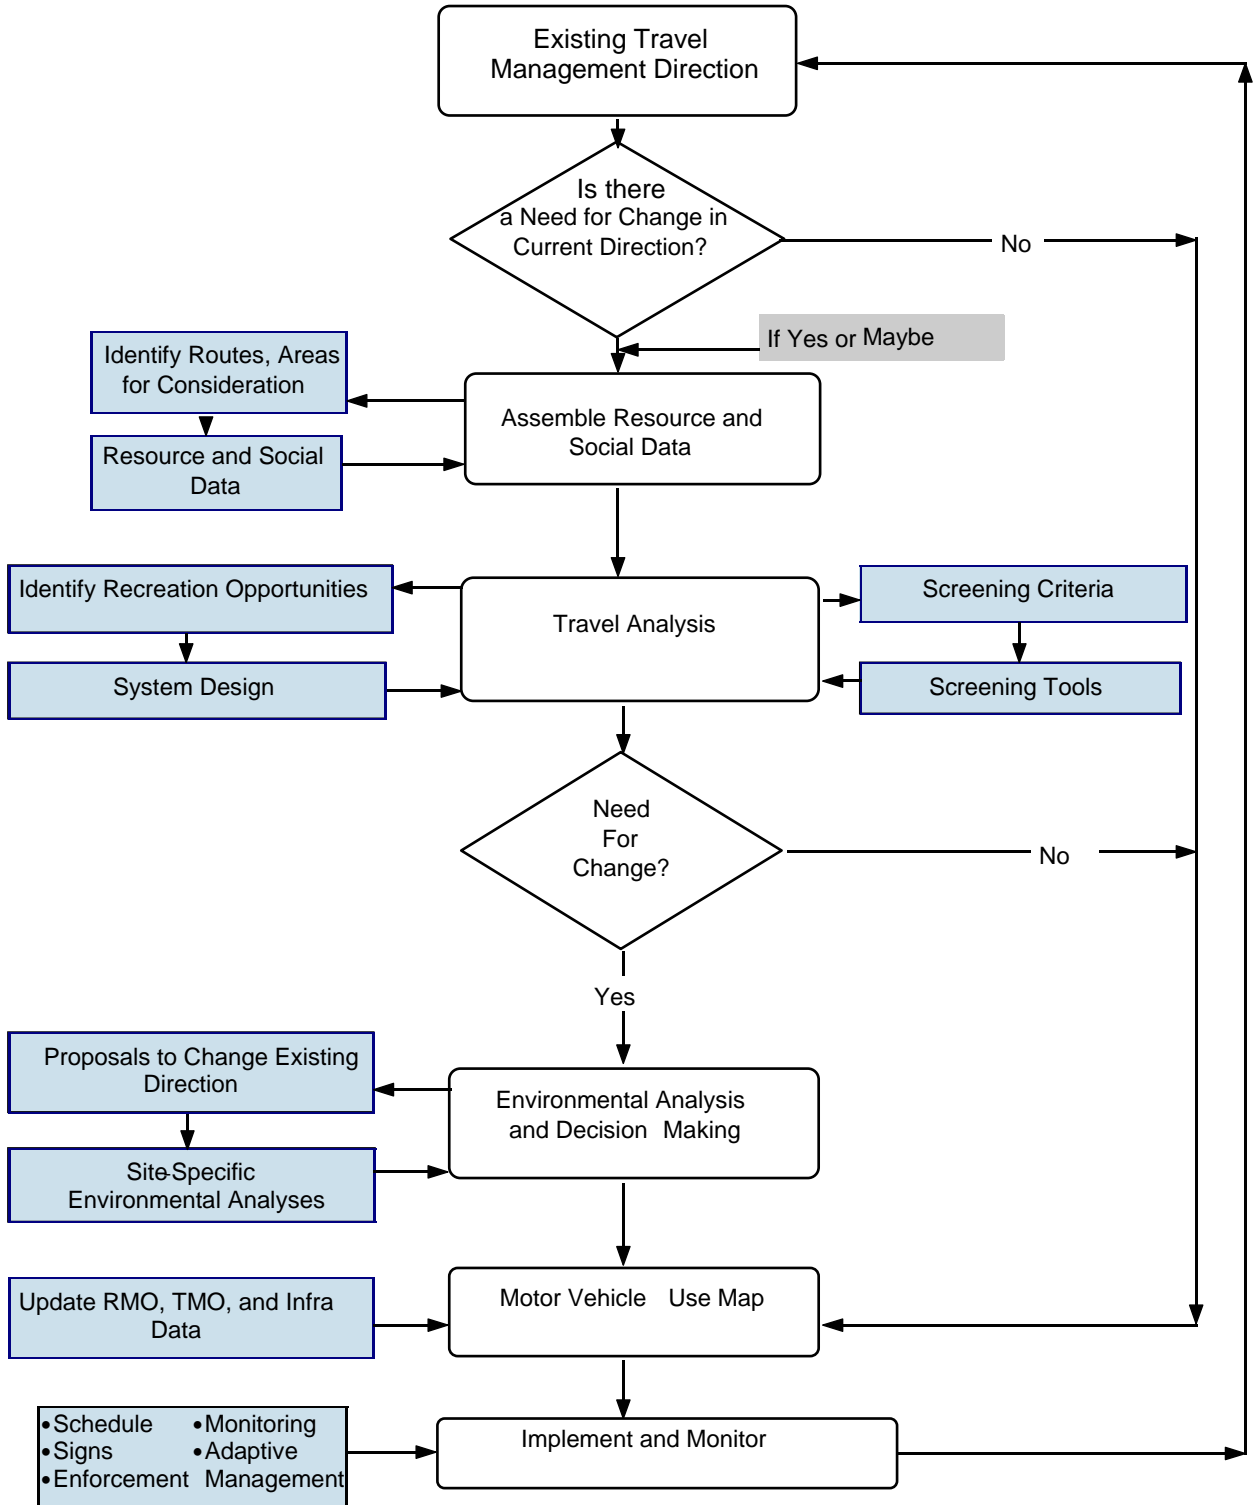 Existing Travel
Management Direction
Is there
a Need for Change in
Current Direction?
No
If Yes or Maybe
Identify Routes, Areas
for Consideration
Assemble Resource and
Social Data
Resource and Social
Data
Identify Recreation Opportunities
Travel Analysis
Screening Criteria
System Design
Screening Tools
Need
For
Change?
No
Yes
Proposals to Change Existing
Direction
Environmental Analysis
and Decision Making
Site-Specific
Environmental Analyses
Motor Vehicle Use Map
Update RMO, TMO, and Infra
Data
•Schedule
•Signs
•Enforcement
•Monitoring
•Adaptive
Management
Implement and Monitor